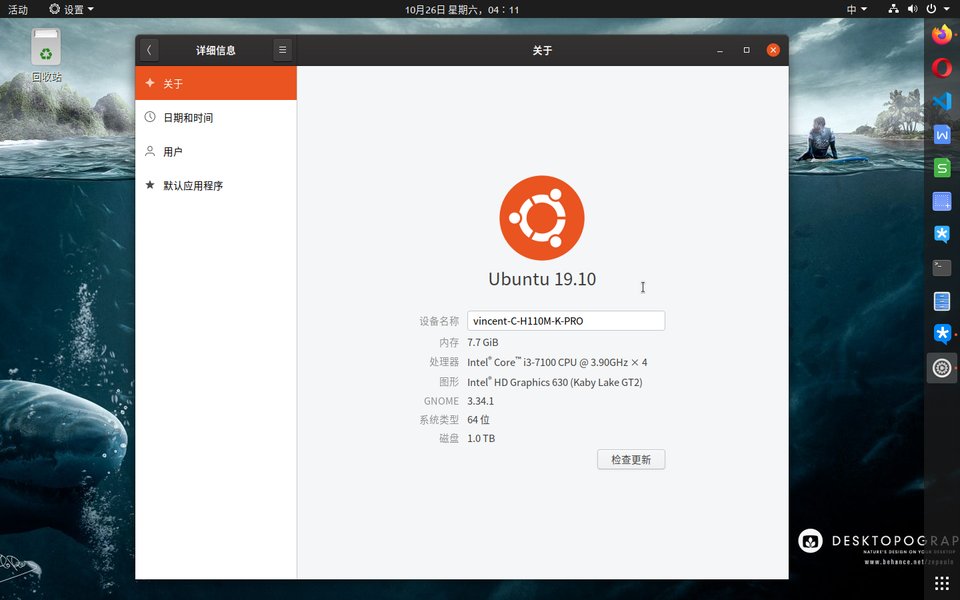 活动 设置 10月26日 星期六, 04：11 中
回收站
详细信息 关于
关于
日期和时间
用户
默认应用程序
Ubuntu 19.10
设备名称 vincent-C-H110M-K-PRO
内存 7.7 GiB
处理器 Intel® Core™ i3-7100 CPU @ 3.90GHz × 4
图形 Intel® HD Graphics 630 (Kaby Lake GT2)
GNOME 3.34.1
系统类型 64 位
磁盘 1.0 TB
检查更新
DESKTOPOGRAP
NATURE'S DESIGN ON YOUR DESKTOP
www.behance.net/zepaulo